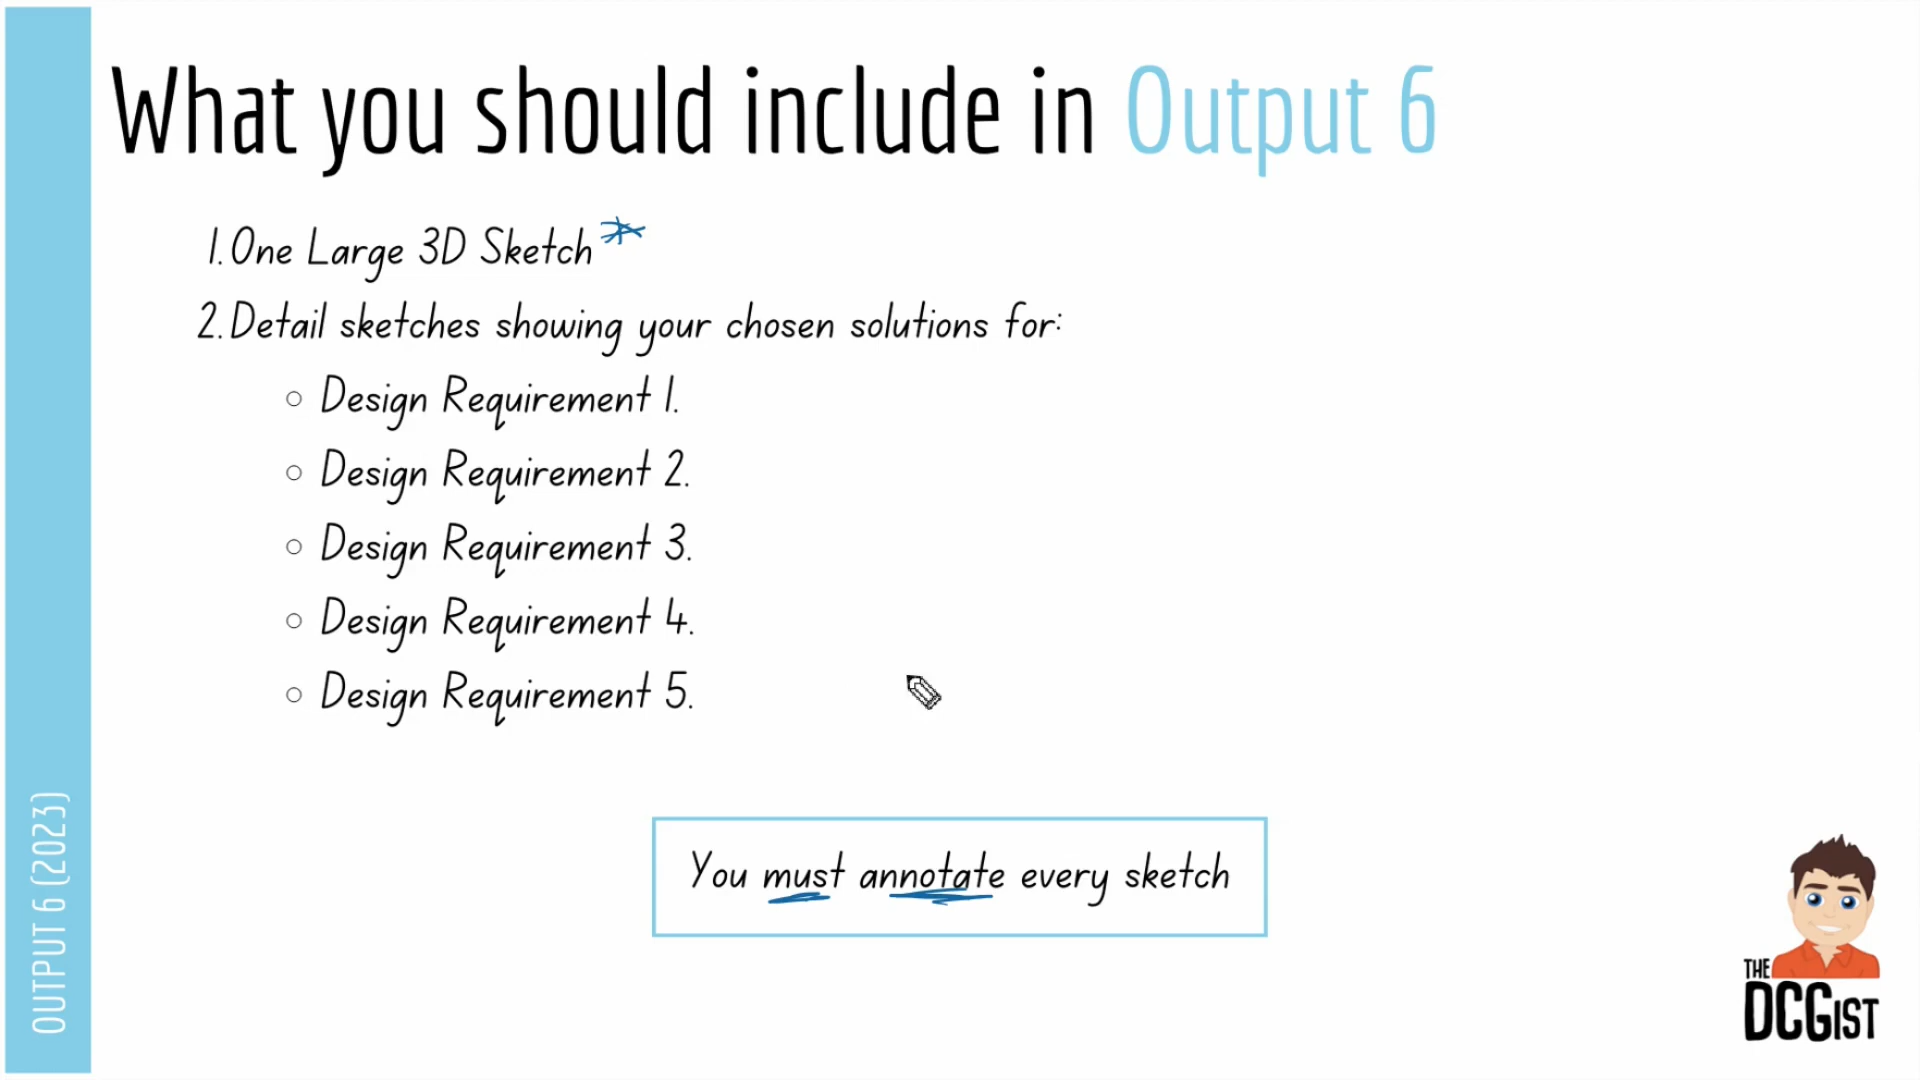 What you should include in Output 6
1. One Large 3D Sketch
2. Detail sketches showing your chosen solutions for:
Design Requirement 1.
Design Requirement 2.
Design Requirement 3.
Design Requirement 4.
Design Requirement 5.
You must annotate every sketch
OUTPUT 6 (2023)
THE
DCGIST